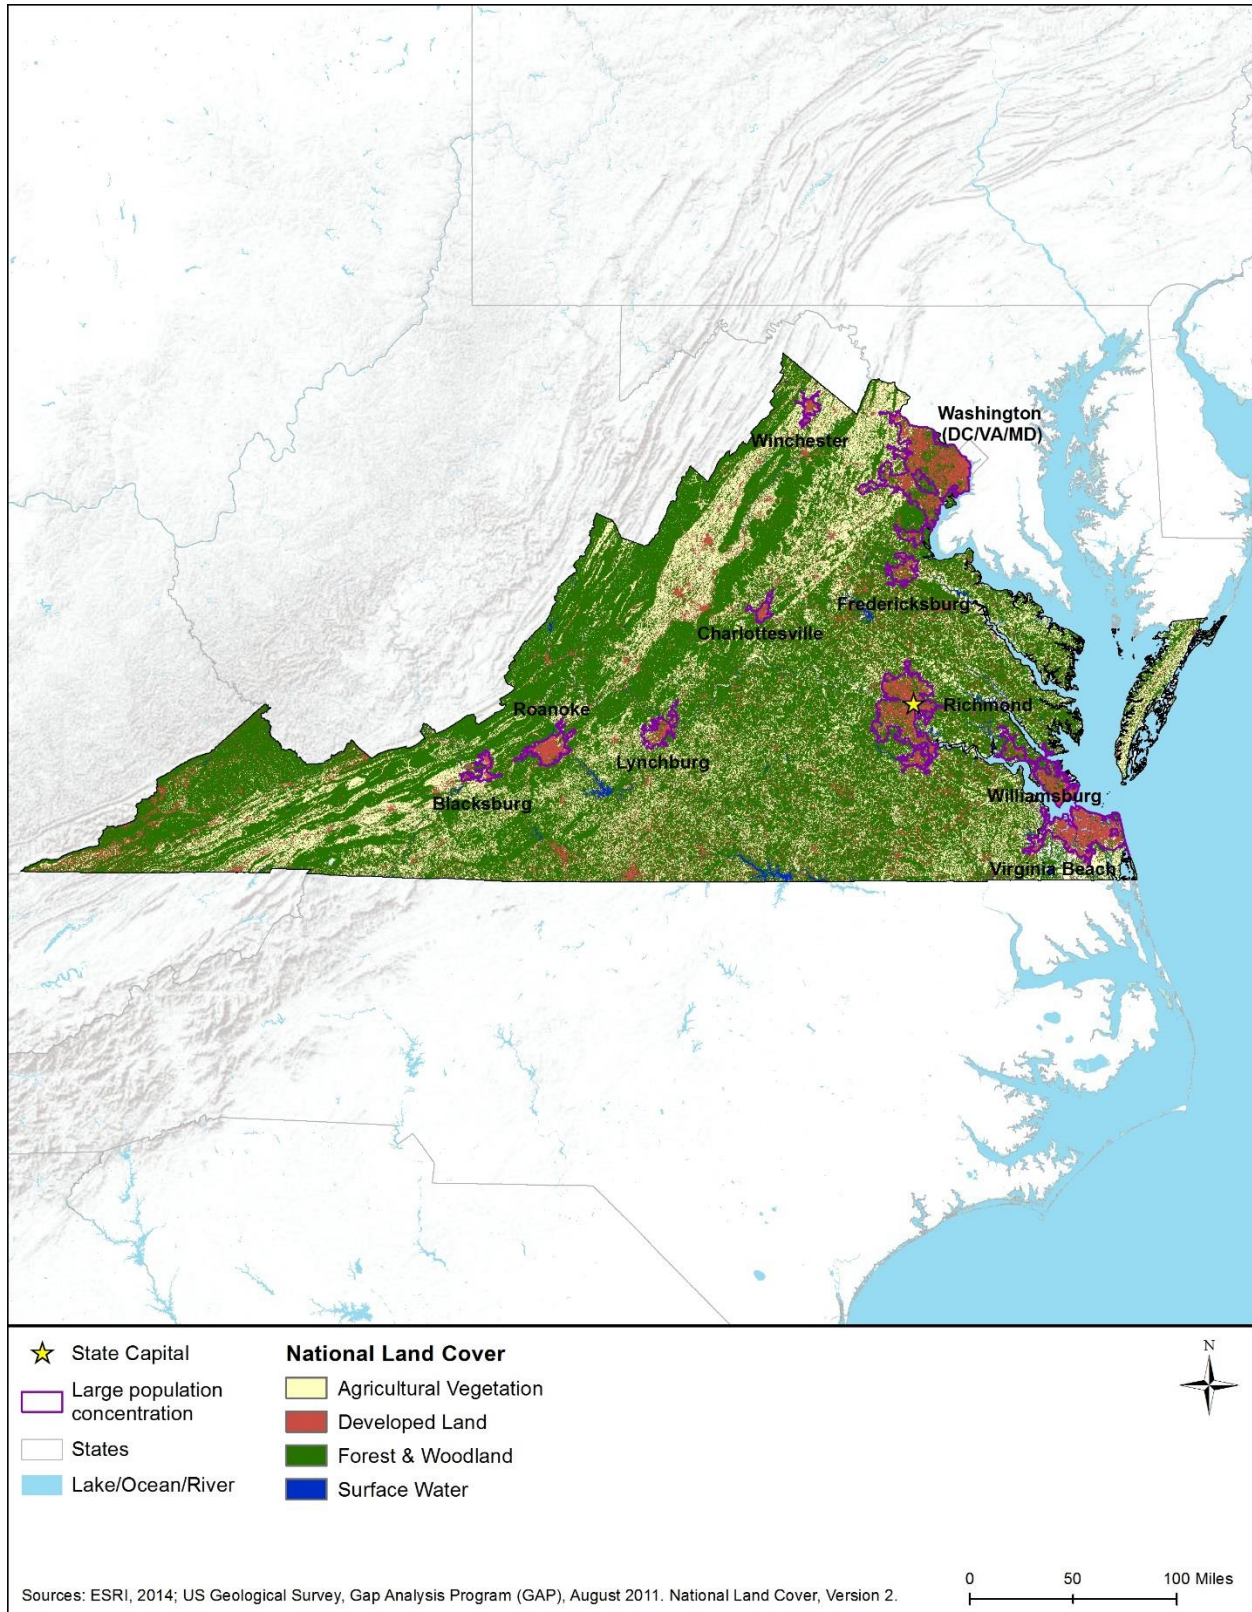 Washington
(DC/VA/MD)
Winchester
Fredericksburg
Charlottesville
Richmond
Roanoke
Lynchburg
Blacksburg
Williamsburg
Virginia Beach
State Capital
Large population
concentration
States
Lake/Ocean/River
National Land Cover
Agricultural Vegetation
Developed Land
Forest & Woodland
Surface Water
N
Sources: ESRI, 2014; US Geological Survey, Gap Analysis Program (GAP), August 2011. National Land Cover, Version 2.
0 50 100 Miles